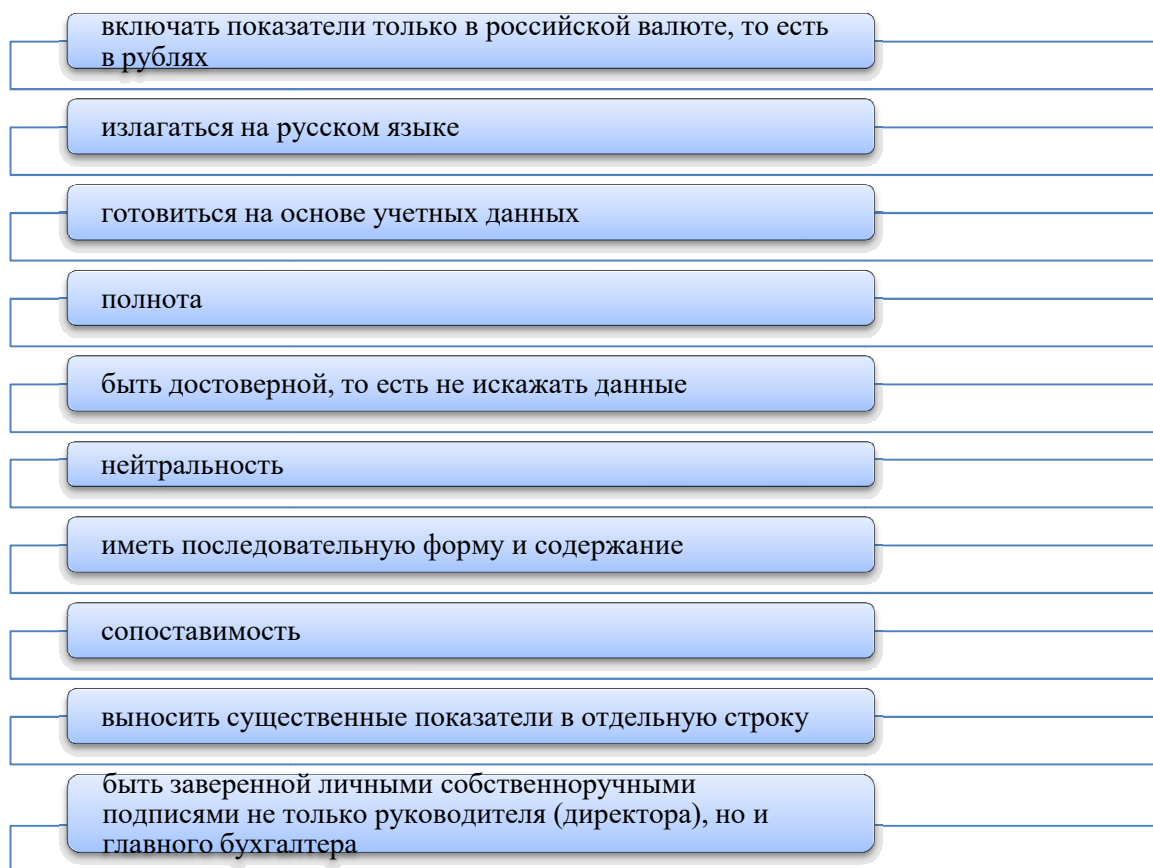 включать показатели только в российской валюте, то есть
в рублях
излагаться на русском языке
готовиться на основе учетных данных
полнота
быть достоверной, то есть не искажать данные
нейтральность
иметь последовательную форму и содержание
сопоставимость
выносить существенные показатели в отдельную строку
быть заверенной личными собственноручными
подписями не только руководителя (директора), но и
главного бухгалтера